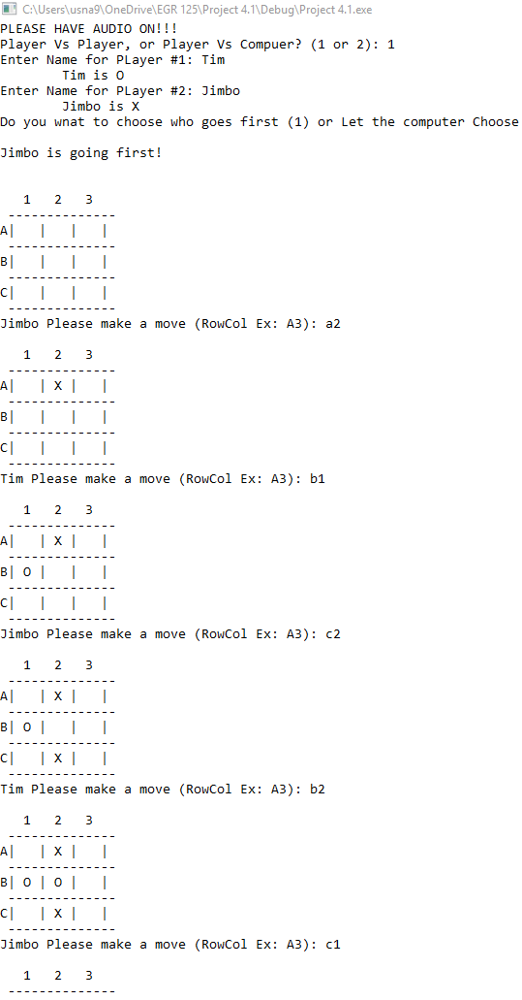 C:\Users\usna9\OneDrive\EGR 125\Project 4.1\Debug\Project 4.1.exe
PLEASE HAVE AUDIO ON!!!
Player Vs Player, or Player Vs Compuer? (1 or 2): 1
Enter Name for PLayer #1: Tim
        Tim is O
Enter Name for PLayer #2: Jimbo
        Jimbo is X
Do you wnat to choose who goes first (1) or Let the computer Choose
Jimbo is going first!
   1   2   3
 --------------
A|   |   |   |
 --------------
B|   |   |   |
 --------------
C|   |   |   |
 --------------
Jimbo Please make a move (RowCol Ex: A3): a2
   1   2   3
 --------------
A|   | X |   |
 --------------
B|   |   |   |
 --------------
C|   |   |   |
 --------------
Tim Please make a move (RowCol Ex: A3): b1
   1   2   3
 --------------
A|   | X |   |
 --------------
B| O |   |   |
 --------------
C|   |   |   |
 --------------
Jimbo Please make a move (RowCol Ex: A3): c2
   1   2   3
 --------------
A|   | X |   |
 --------------
B| O |   |   |
 --------------
C|   | X |   |
 --------------
Tim Please make a move (RowCol Ex: A3): b2
   1   2   3
 --------------
A|   | X |   |
 --------------
B| O | O |   |
 --------------
C|   | X |   |
 --------------
Jimbo Please make a move (RowCol Ex: A3): c1
   1   2   3
 --------------